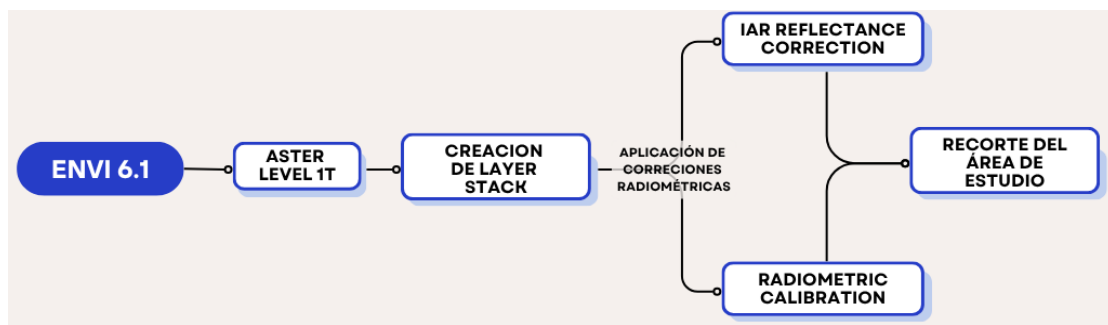 ENVI 6.1
ASTER
LEVEL 1T
CREACION
DE LAYER
STACK
APLICACIÓN DE
CORRECIONES
RADIOMÉTRICAS
IAR REFLECTANCE
CORRECTION
RADIOMETRIC
CALIBRATION
RECORTE DEL
ÁREA DE
ESTUDIO